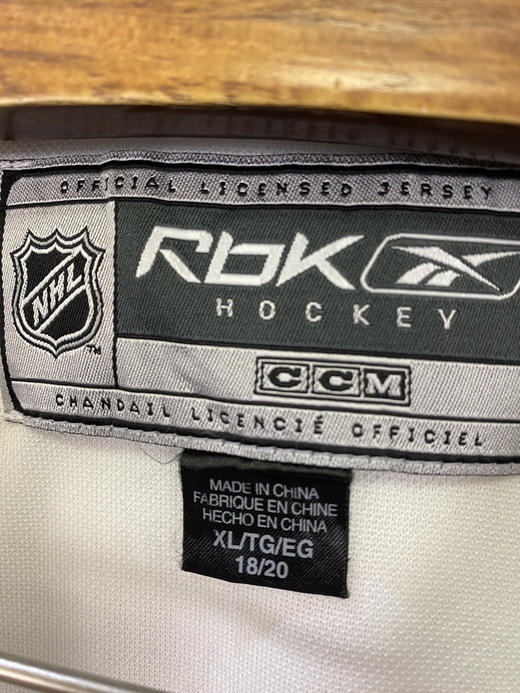 OFFICIAL LICENSED JERSEY
NHL
TM
RbK
HOCKEY
CCM
CHANDAIL LICENCIÉ OFFICIEL
MADE IN CHINA
FABRIQUE EN CHINE
HECHO EN CHINA
XL/TG/EG
18/20